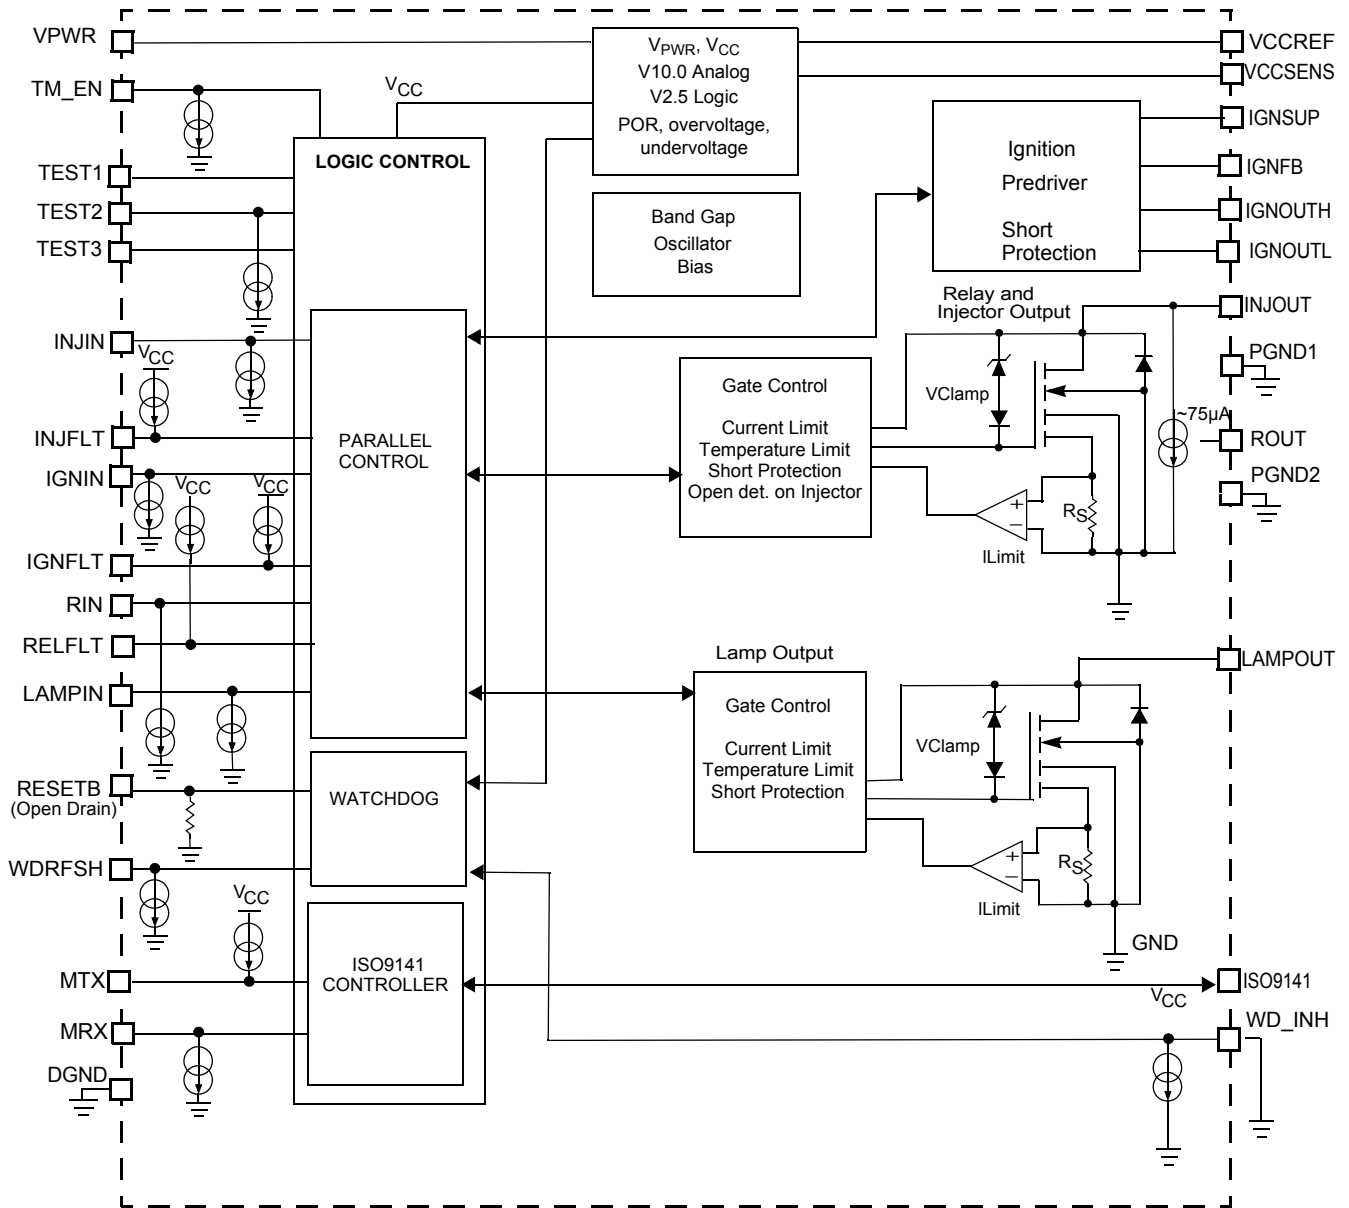 VPWR
TM_EN
TEST1
TEST2
TEST3
INJIN
VCC
INJFLT
IGNIN
VCC
VCC
IGNFLT
RIN
RELFLT
LAMPIN
RESETB
(Open Drain)
WDRFSH
VCC
MTX
MRX
DGND
VCC
LOGIC CONTROL
PARALLEL
CONTROL
WATCHDOG
ISO9141
CONTROLLER
VPWR, VCC
V10.0 Analog
V2.5 Logic
POR, overvoltage,
undervoltage
Band Gap
Oscillator
Bias
Ignition
Predriver
Short
Protection
Relay and
Injector Output
Gate Control
Current Limit
Temperature Limit
Short Protection
Open det. on Injector
VClamp
+
–
RS
ILimit
~75µA
Lamp Output
Gate Control
Current Limit
Temperature Limit
Short Protection
VClamp
+
–
RS
ILimit
GND
VCC
VCCREF
VCCSENS
IGNSUP
IGNFB
IGNOUTH
IGNOUTL
INJOUT
PGND1
ROUT
PGND2
LAMPOUT
ISO9141
WD_INH